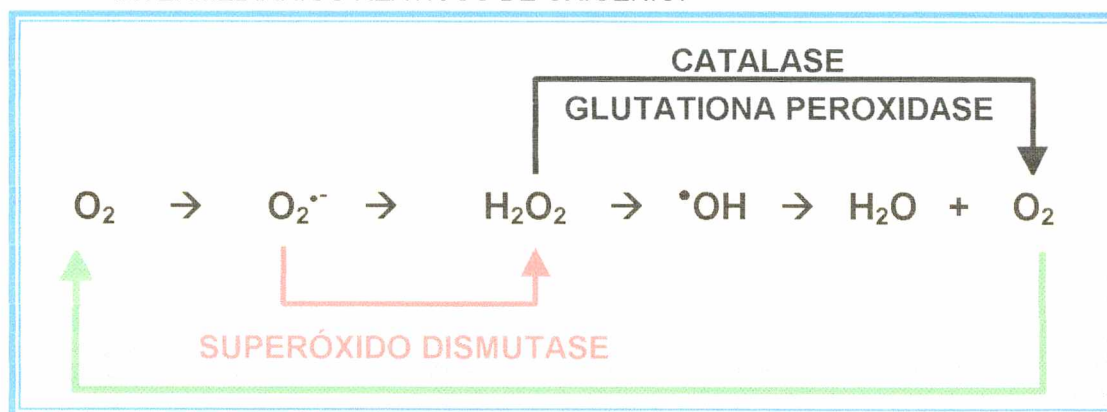 CATALASE
GLUTATIONA PEROXIDASE
O₂ → O₂•- → H₂O₂ → •OH → H₂O + O₂
SUPERÓXIDO DISMUTASE